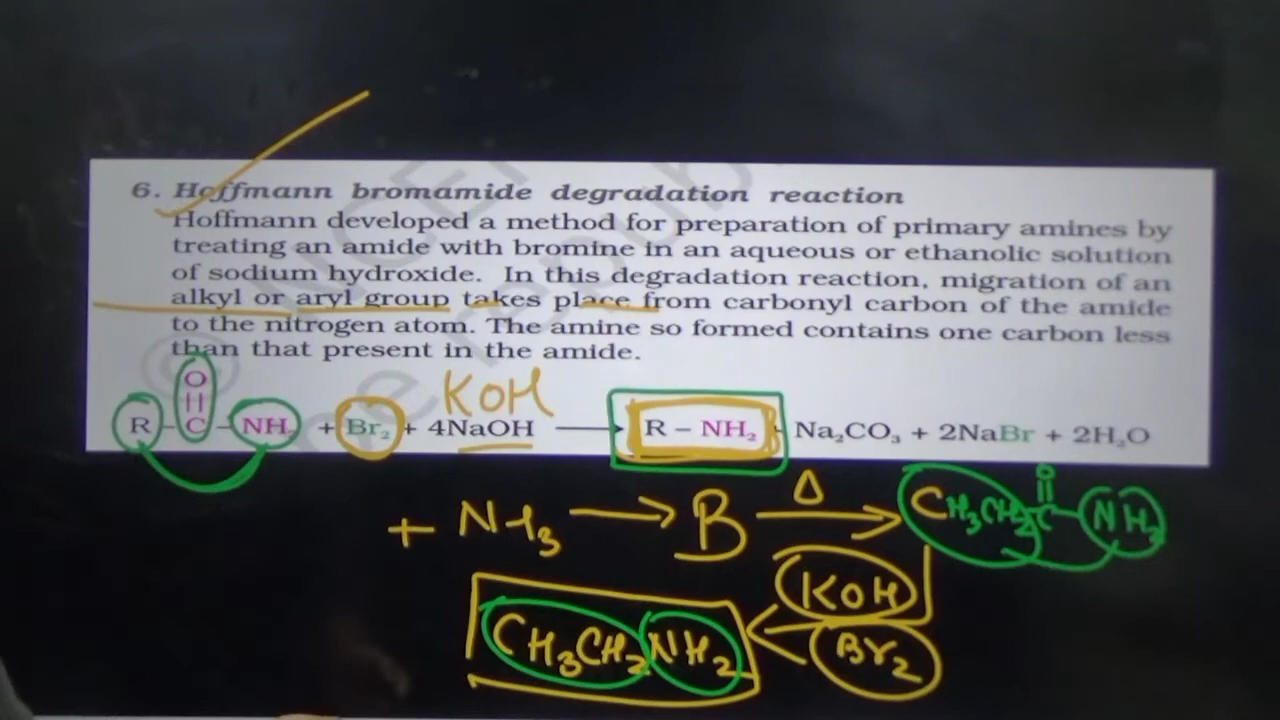 6. Hoffmann bromamide degradation reaction
Hoffmann developed a method for preparation of primary amines by
treating an amide with bromine in an aqueous or ethanolic solution
of sodium hydroxide. In this degradation reaction, migration of an
alkyl or aryl group takes place from carbonyl carbon of the amide
to the nitrogen atom. The amine so formed contains one carbon less
than that present in the amide.
O
KOH
R – C – NH₂ + Br₂ + 4NaOH → R – NH₂ + Na₂CO₃ + 2NaBr + 2H₂O
O
+ NH₃ → B Δ → CH₃CH₂ C – NH₂
KOH
CH₃CH₂NH₂
Br₂